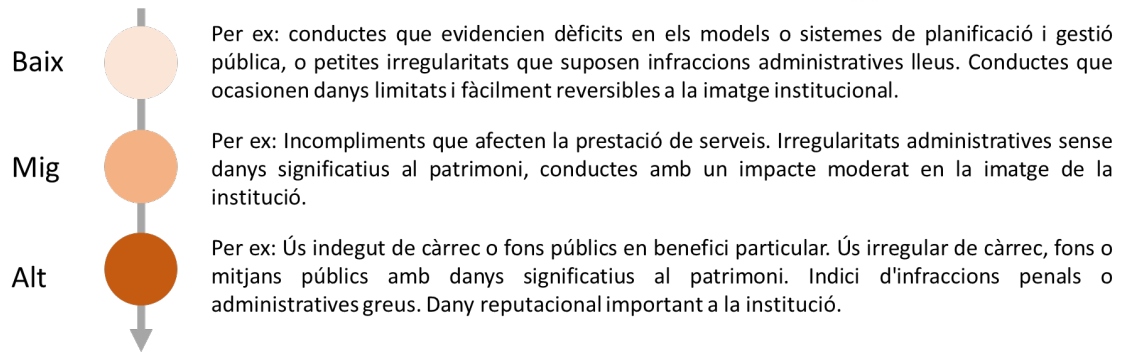 Baix
Per ex: conductes que evidencien dèficits en els models o sistemes de planificació i gestió
pública, o petites irregularitats que suposen infraccions administratives lleus. Conductes que
ocasionen danys limitats i fàcilment reversibles a la imatge institucional.
Mig
Per ex: Incompliments que afecten la prestació de serveis. Irregularitats administratives sense
danys significatius al patrimoni, conductes amb un impacte moderat en la imatge de la
institució.
Alt
Per ex: Ús indegut de càrrec o fons públics en benefici particular. Ús irregular de càrrec, fons o
mitjans públics amb danys significatius al patrimoni. Indici d'infraccions penals o
administratives greus. Dany reputacional important a la institució.